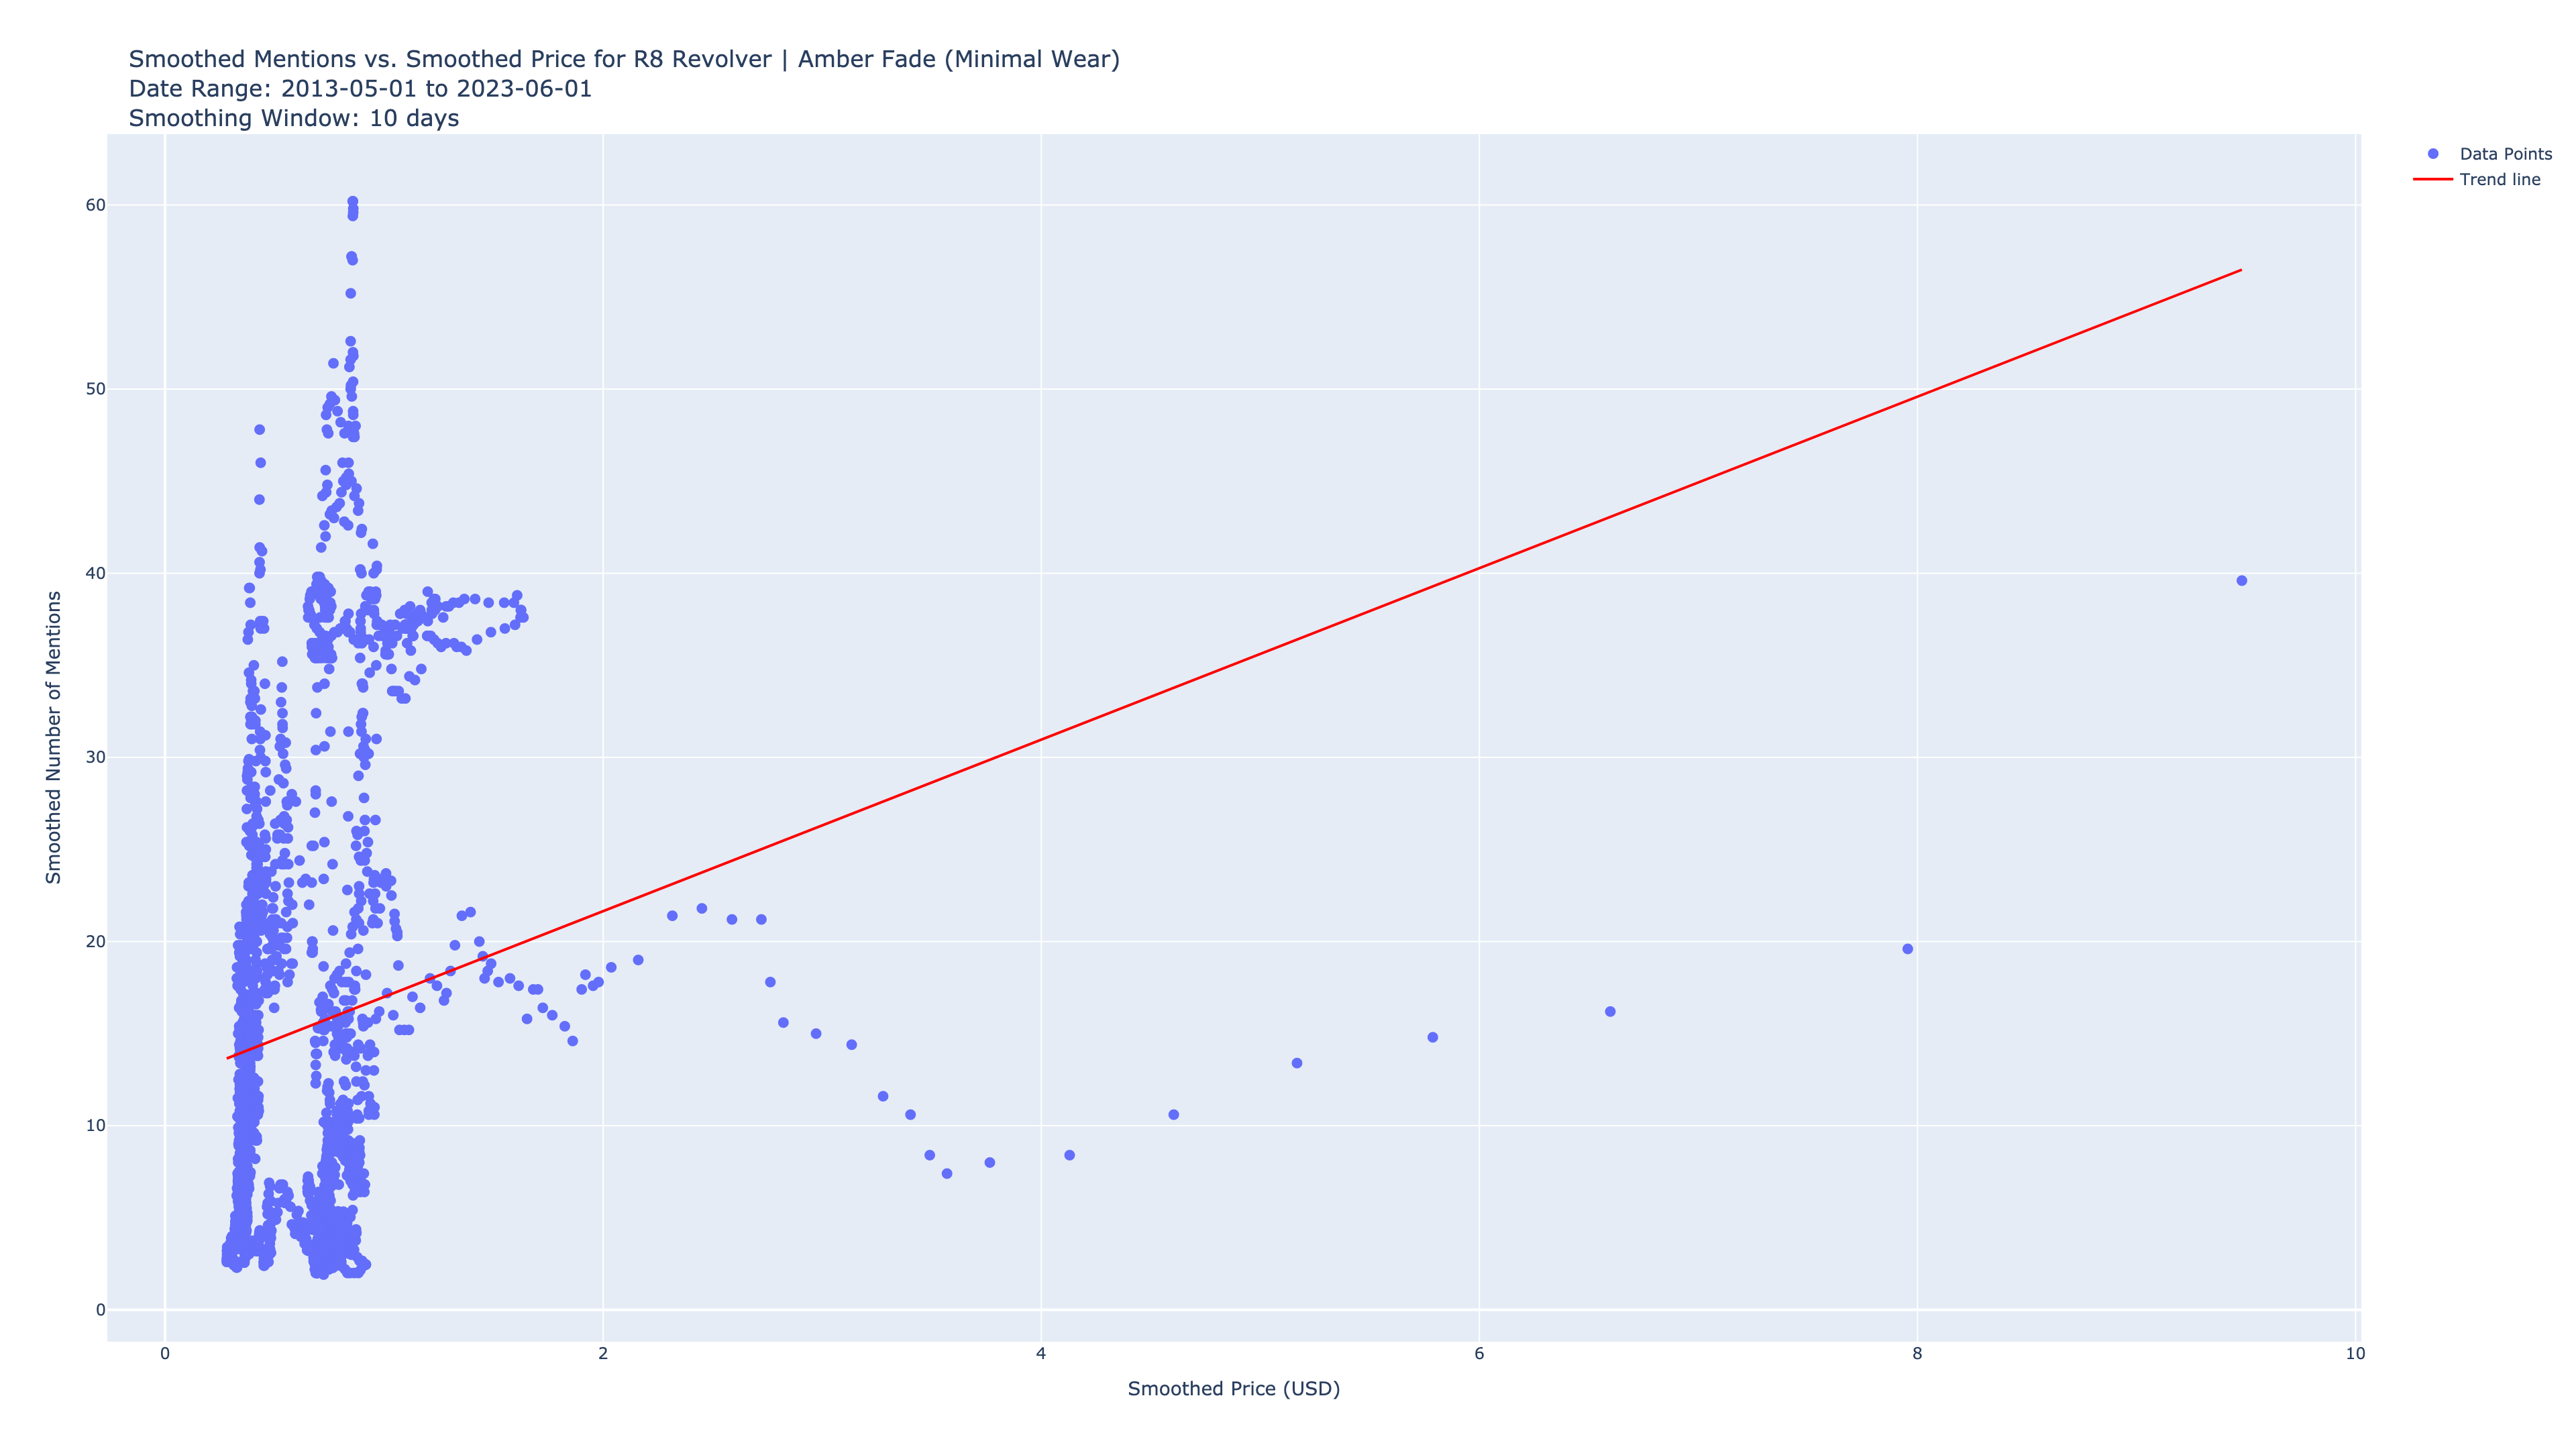 Smoothed Mentions vs. Smoothed Price for R8 Revolver | Amber Fade (Minimal Wear)
Date Range: 2013-05-01 to 2023-06-01
Smoothing Window: 10 days
Data Points
Trend line
60
50
40
30
20
10
0
Smoothed Number of Mentions
0 2 4 6 8 10
Smoothed Price (USD)